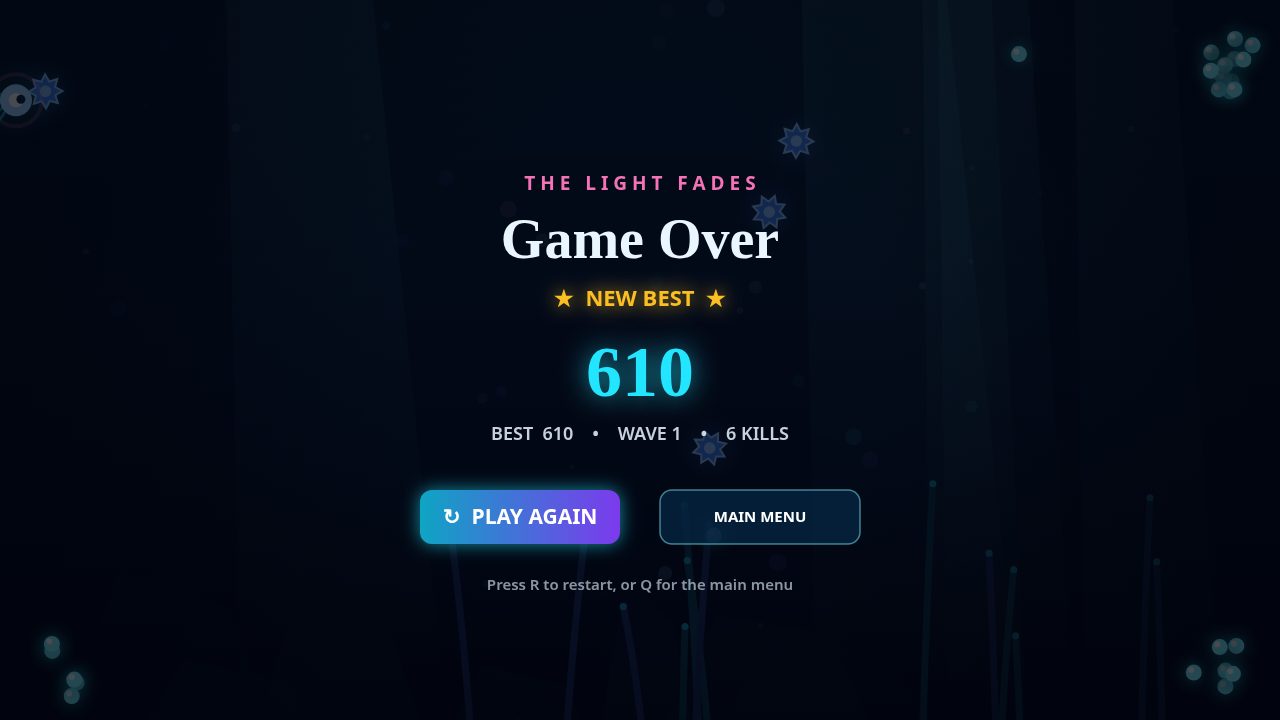 THE LIGHT FADES
Game Over
★ NEW BEST ★
610
BEST 610 • WAVE 1 • 6 KILLS
↻ PLAY AGAIN
MAIN MENU
Press R to restart, or Q for the main menu